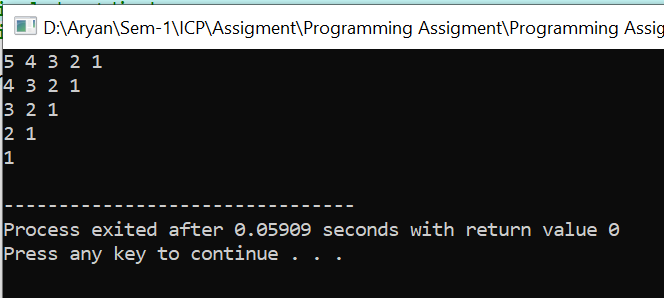 D:\Aryan\Sem-1\ICP\Assigment\Programming Assigment\Programming Assig
5 4 3 2 1
4 3 2 1
3 2 1
2 1
1
--------------------------------
Process exited after 0.05909 seconds with return value 0
Press any key to continue . . .